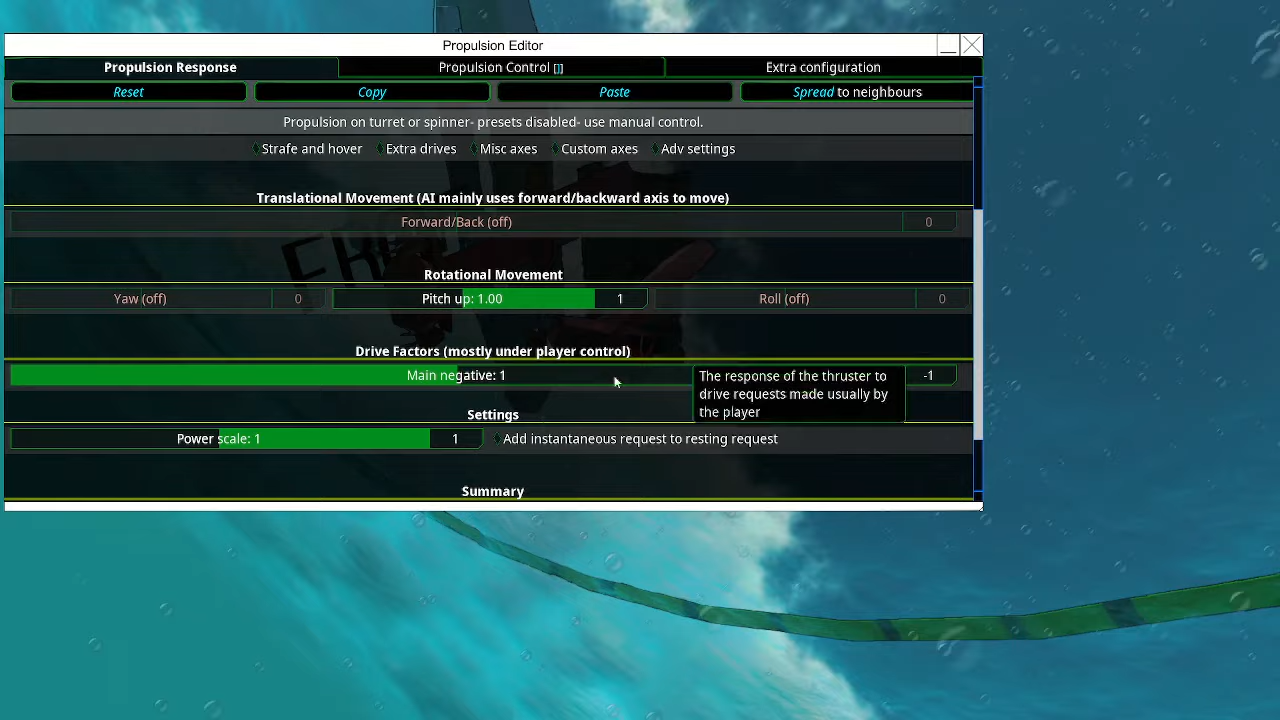 Propulsion Editor
Propulsion Response
Propulsion Control []]
Extra configuration
Reset
Copy
Paste
Spread to neighbours
Propulsion on turret or spinner- presets disabled- use manual control.
Strafe and hover
Extra drives
Misc axes
Custom axes
Adv settings
Translational Movement (AI mainly uses forward/backward axis to move)
Forward/Back (off)
0
Rotational Movement
Yaw (off)
0
Pitch up: 1.00
1
Roll (off)
0
Drive Factors (mostly under player control)
Main negative: 1
-1
The response of the thruster to
drive requests made usually by
the player
Settings
Power scale: 1
1
Add instantaneous request to resting request
Summary